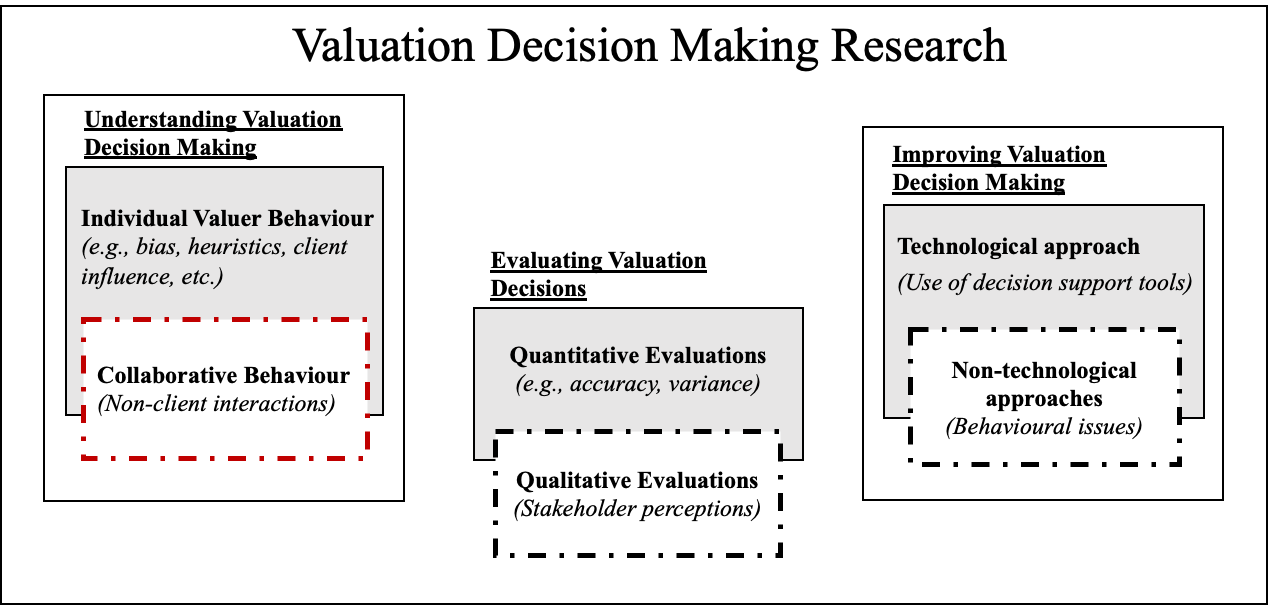 Valuation Decision Making Research
Understanding Valuation
Decision Making
Individual Valuer Behaviour
(e.g., bias, heuristics, client
influence, etc.)
Collaborative Behaviour
(Non-client interactions)
Evaluating Valuation
Decisions
Quantitative Evaluations
(e.g., accuracy, variance)
Qualitative Evaluations
(Stakeholder perceptions)
Improving Valuation
Decision Making
Technological approach
(Use of decision support tools)
Non-technological
approaches
(Behavioural issues)